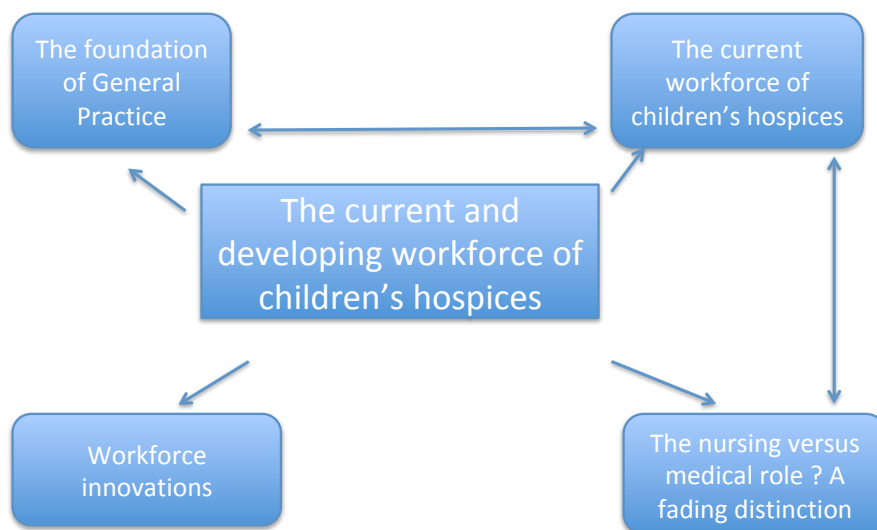 The foundation
of General
Practice
The current
workforce of
children’s hospices
The current and
developing workforce of
children’s hospices
Workforce
innovations
The nursing versus
medical role ? A
fading distinction